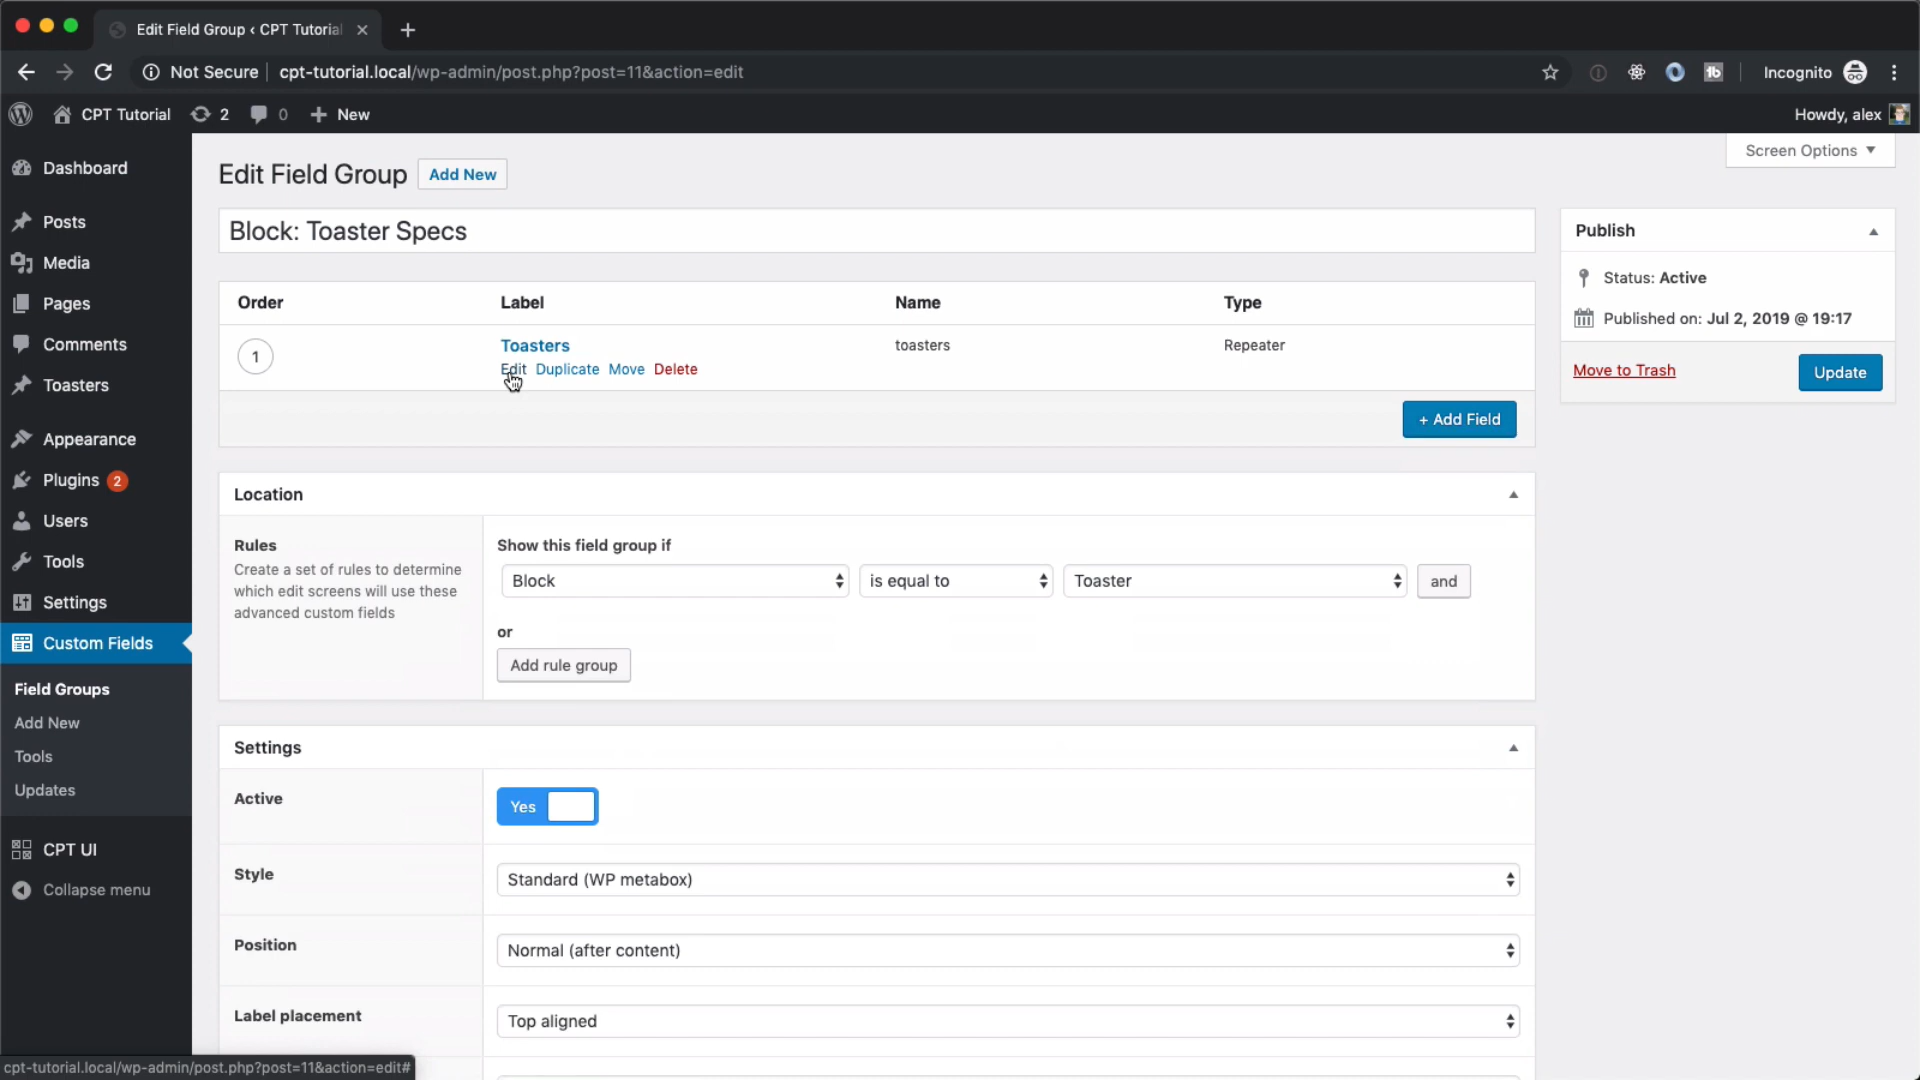 Edit Field Group ‹ CPT Tutorial
Not Secure
cpt-tutorial.local/wp-admin/post.php?post=11&action=edit
Incognito
CPT Tutorial
2
0
New
Howdy, alex
Dashboard
Posts
Media
Pages
Comments
Toasters
Appearance
Plugins 2
Users
Tools
Settings
Custom Fields
Field Groups
Add New
Tools
Updates
CPT UI
Collapse menu
Screen Options
Edit Field Group
Add New
Block: Toaster Specs
Order Label Name Type
1 Toasters toasters Repeater
Edit Duplicate Move Delete
+ Add Field
Location
Rules
Create a set of rules to determine
which edit screens will use these
advanced custom fields
Show this field group if
Block is equal to Toaster and
or
Add rule group
Settings
Active
Yes
Style
Standard (WP metabox)
Position
Normal (after content)
Label placement
Top aligned
Publish
Status: Active
Published on: Jul 2, 2019 @ 19:17
Move to Trash
Update
cpt-tutorial.local/wp-admin/post.php?post=11&action=edit#